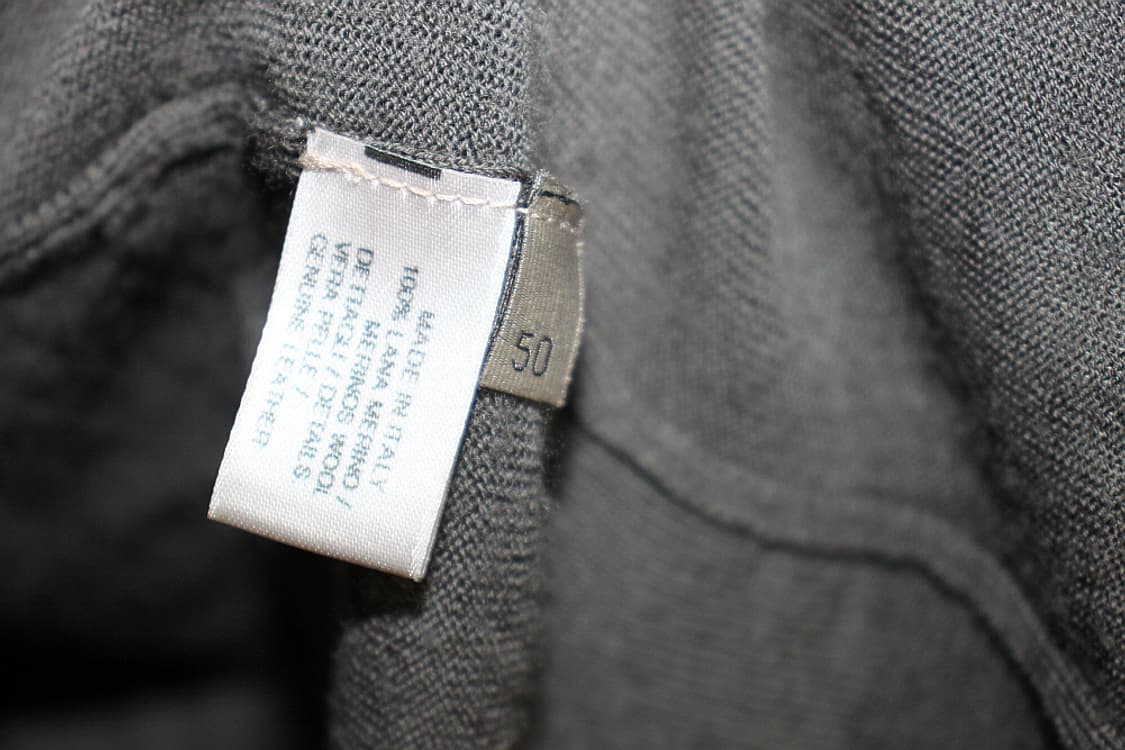 MADE IN ITALY
100% LANA MERINO /
MERINOS WOOL
DETTAGLI / DETAILS
VERA PELLE /
GENUINE LEATHER
50